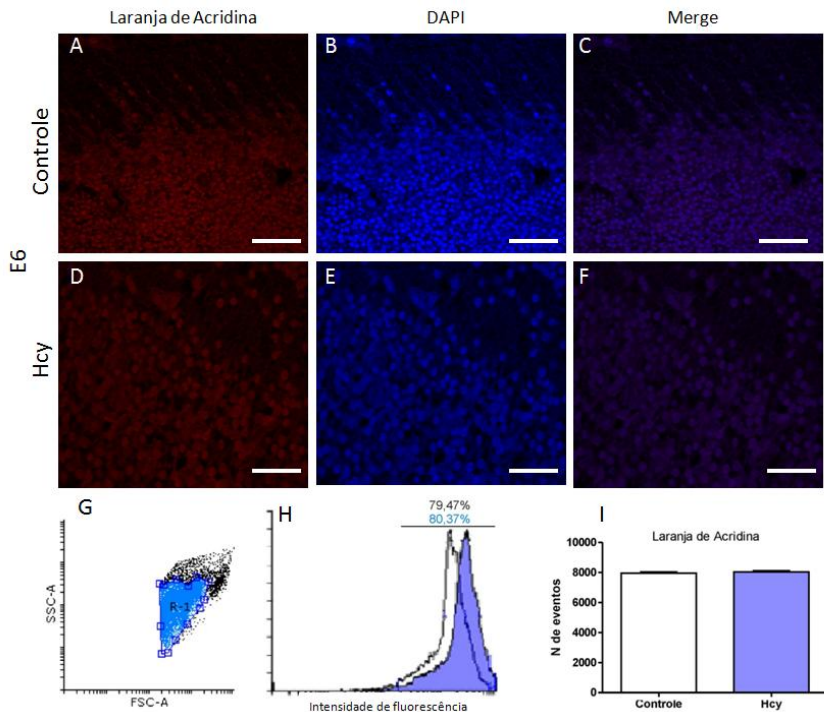 Laranja de Acridina DAPI Merge
E6
Controle
A B C
Hcy
D E F
G
SSC-A
R-1
FSC-A
H
79,47%
80,37%
Intensidade de fluorescência
I
Laranja de Acridina
N de eventos
10000
8000
6000
4000
2000
0
Controle Hcy